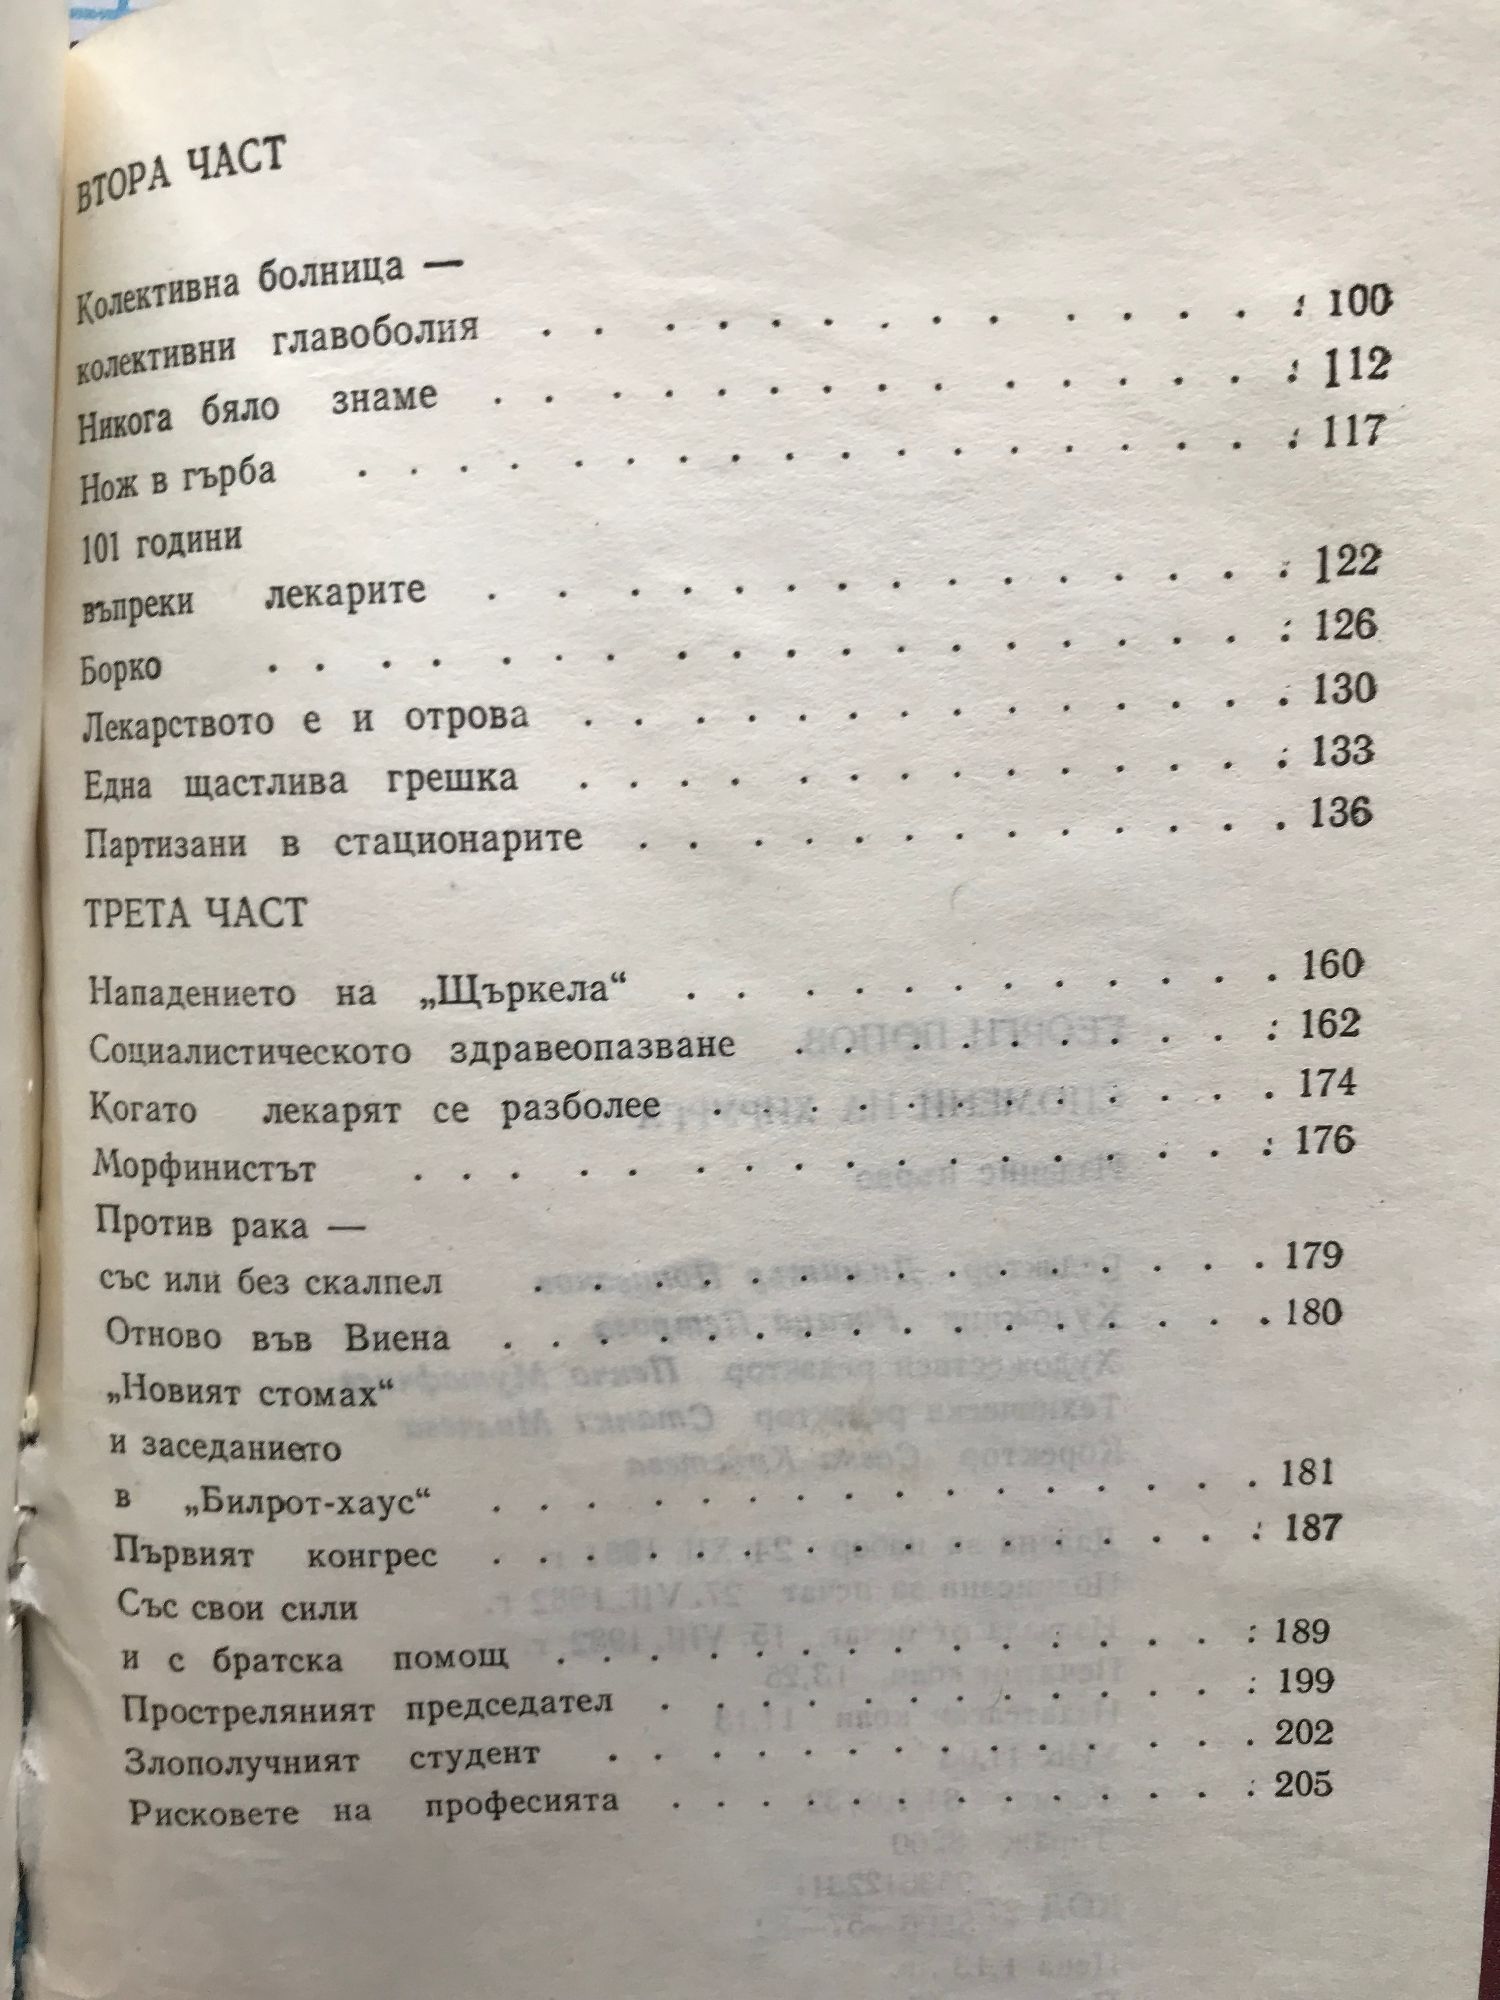 ВТОРА ЧАСТ
Колективна болница —
колективни главоболия . . . . . . . . . . . . . . : 100
Никога бяло знаме . . . . . . . . . . . . . . . : 112
Нож в гърба . . . . . . . . . . . . . . . . . : 117
101 години
въпреки лекарите . . . . . . . . . . . . . . : 122
Борко . . . . . . . . . . . . . . . . . . : 126
Лекарството е и отрова . . . . . . . . . . . . : 130
Една щастлива грешка . . . . . . . . . . . . . : 133
Партизани в стационарите . . . . . . . . . . . . 136
ТРЕТА ЧАСТ
Нападението на „Щъркела“ . . . . . . . . . . . 160
Социалистическото здравеопазване . . . . . . . . : 162
Когато лекарят се разболее . . . . . . . . . . . 174
Морфинистът . . . . . . . . . . . . . . . . : 176
Против рака —
със или без скалпел . . . . . . . . . . . . . . 179
Отново във Виена . . . . . . . . . . . . . . . 180
„Новият стомах“
и заседанието
в „Билрот-хаус“ . . . . . . . . . . . . . . . 181
Първият конгрес . . . . . . . . . . . . . . . : 187
Със свои сили
и с братска помощ . . . . . . . . . . . . . . : 189
Простреляният председател . . . . . . . . . . . : 199
Злополучният студент . . . . . . . . . . . . . 202
Рисковете на професията . . . . . . . . . . . : 205